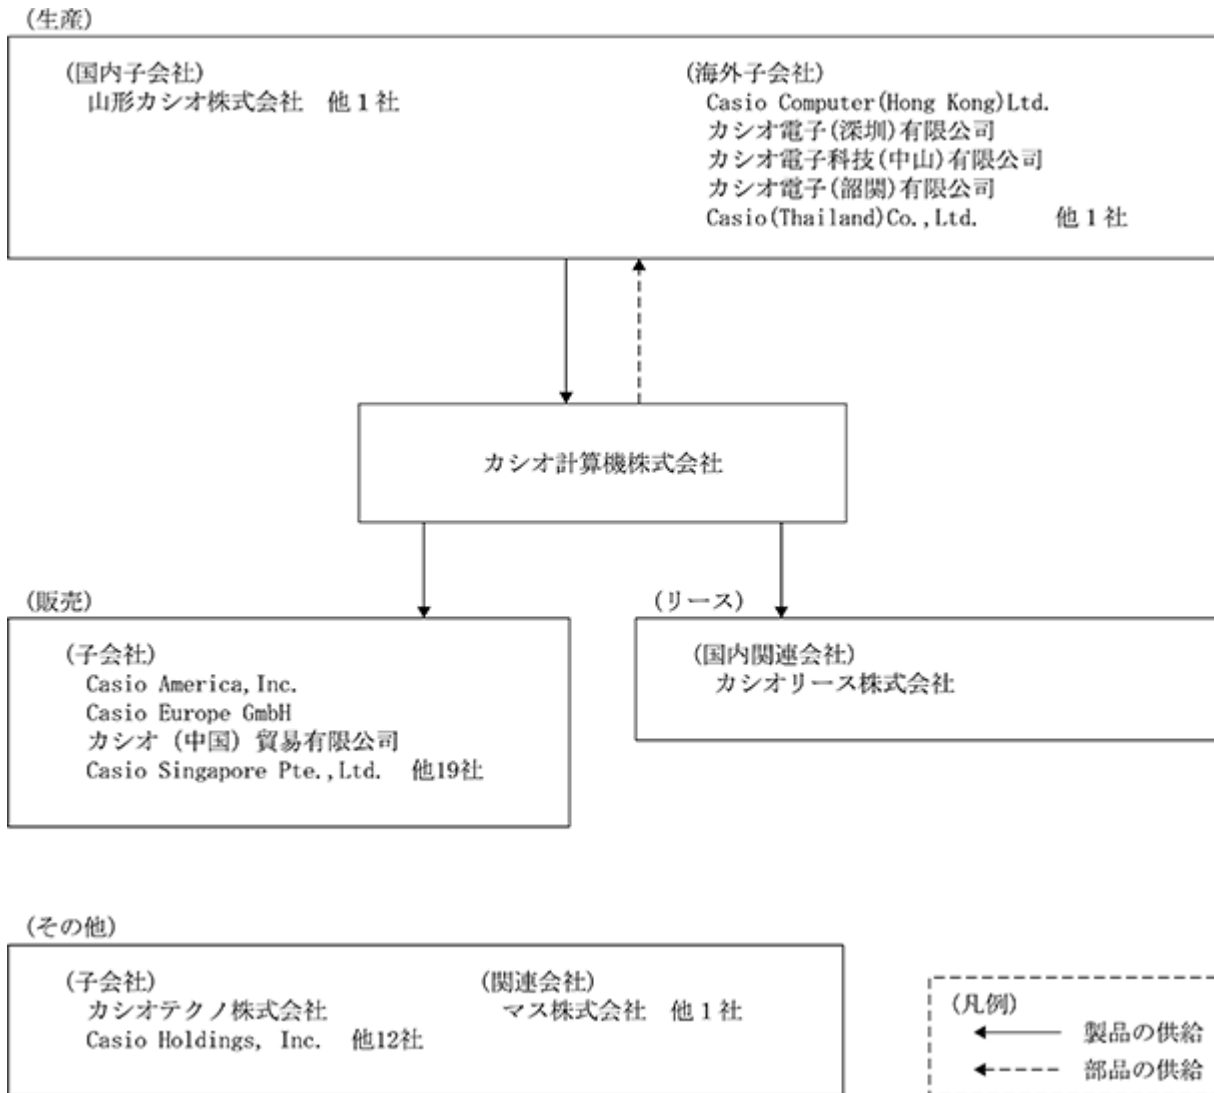 (生産)
(国内子会社)
山形カシオ株式会社　他１社
(海外子会社)
Casio Computer(Hong Kong)Ltd.
カシオ電子(深圳)有限公司
カシオ電子科技(中山)有限公司
カシオ電子(韶関)有限公司
Casio(Thailand)Co.,Ltd.　他１社
カシオ計算機株式会社
(販売)
(子会社)
Casio America,Inc.
Casio Europe GmbH
カシオ（中国）貿易有限公司
Casio Singapore Pte.,Ltd.　他19社
(リース)
(国内関連会社)
カシオリース株式会社
(その他)
(子会社)
カシオテクノ株式会社
Casio Holdings, Inc.　他12社
(関連会社)
マス株式会社　他１社
(凡例)
製品の供給
部品の供給